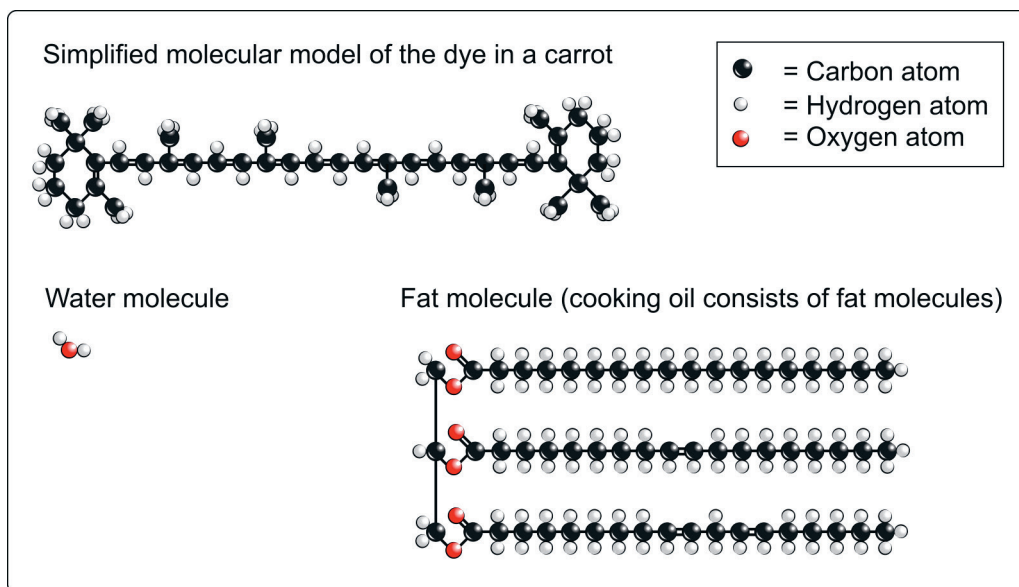 Simplified molecular model of the dye in a carrot
= Carbon atom
= Hydrogen atom
= Oxygen atom
Water molecule
Fat molecule (cooking oil consists of fat molecules)